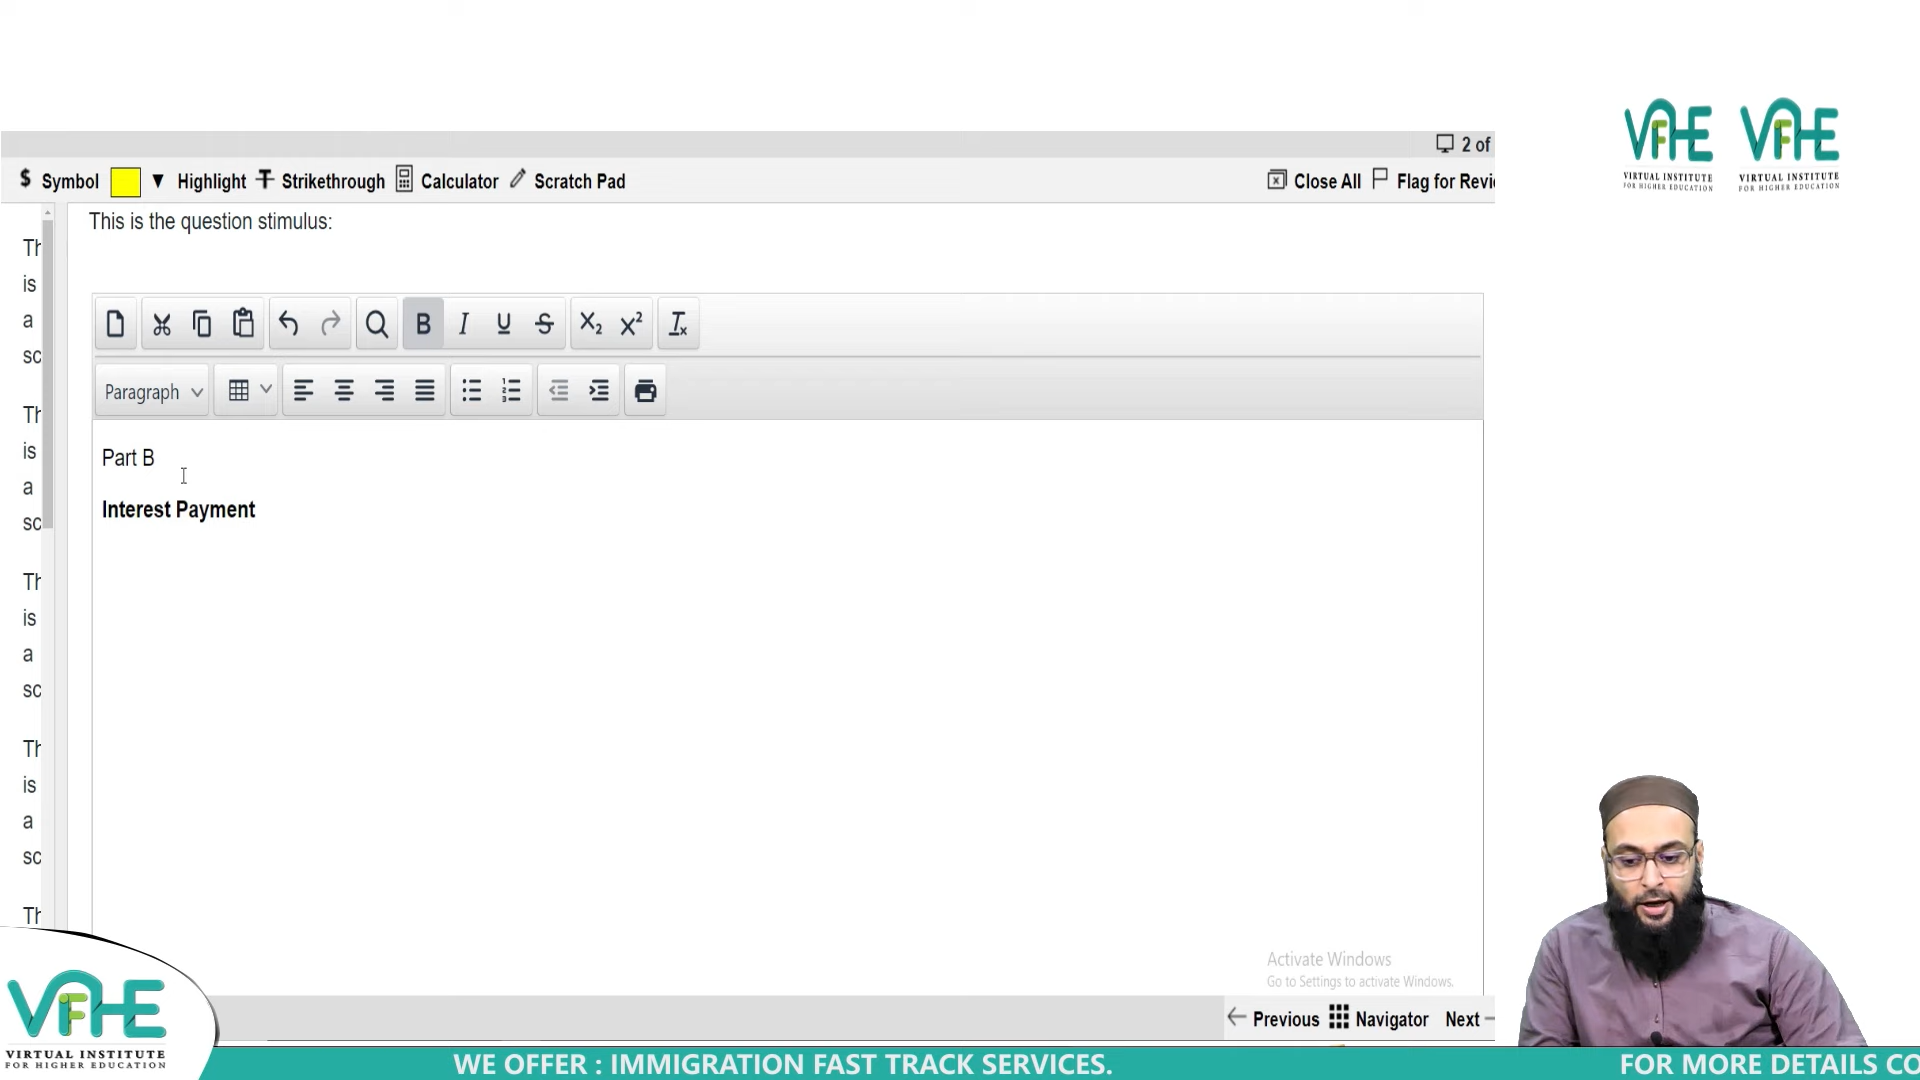 VIFHE VIFHE
VIRTUAL INSTITUTE VIRTUAL INSTITUTE
FOR HIGHER EDUCATION FOR HIGHER EDUCATION
2 of
$ Symbol Highlight Strikethrough Calculator Scratch Pad Close All Flag for Revi
This is the question stimulus:
Th
is
a
sc
Th
is
a
sc
Th
is
a
sc
Th
is
a
sc
Th
B I U S X2 X2 Ix
Paragraph
Part B
Interest Payment
Activate Windows
Go to Settings to activate Windows.
Previous Navigator Next
VIFHE
VIRTUAL INSTITUTE
FOR HIGHER EDUCATION
WE OFFER : IMMIGRATION FAST TRACK SERVICES. FOR MORE DETAILS CO